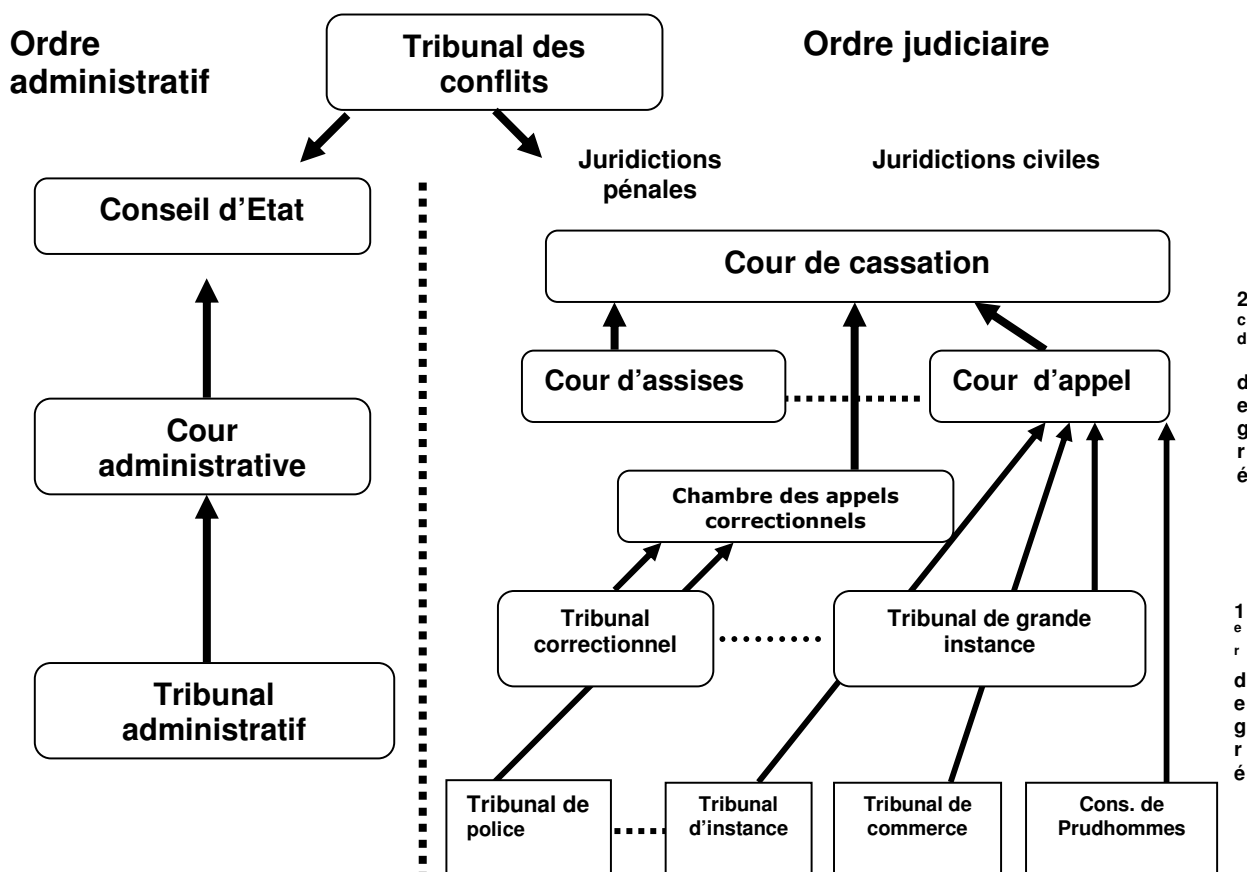 Ordre
administratif
Tribunal des
conflits
Ordre judiciaire
Juridictions
pénales
Juridictions civiles
Conseil d'Etat
Cour de cassation
Cour d'assises
Cour d'appel
2
c
d
d
e
g
r
é
Cour
administrative
Chambre des appels
correctionnels
Tribunal
correctionnel
Tribunal de grande
instance
1
e
r
d
e
g
r
é
Tribunal
administratif
Tribunal de
police
Tribunal
d'instance
Tribunal de
commerce
Cons. de
Prudhommes